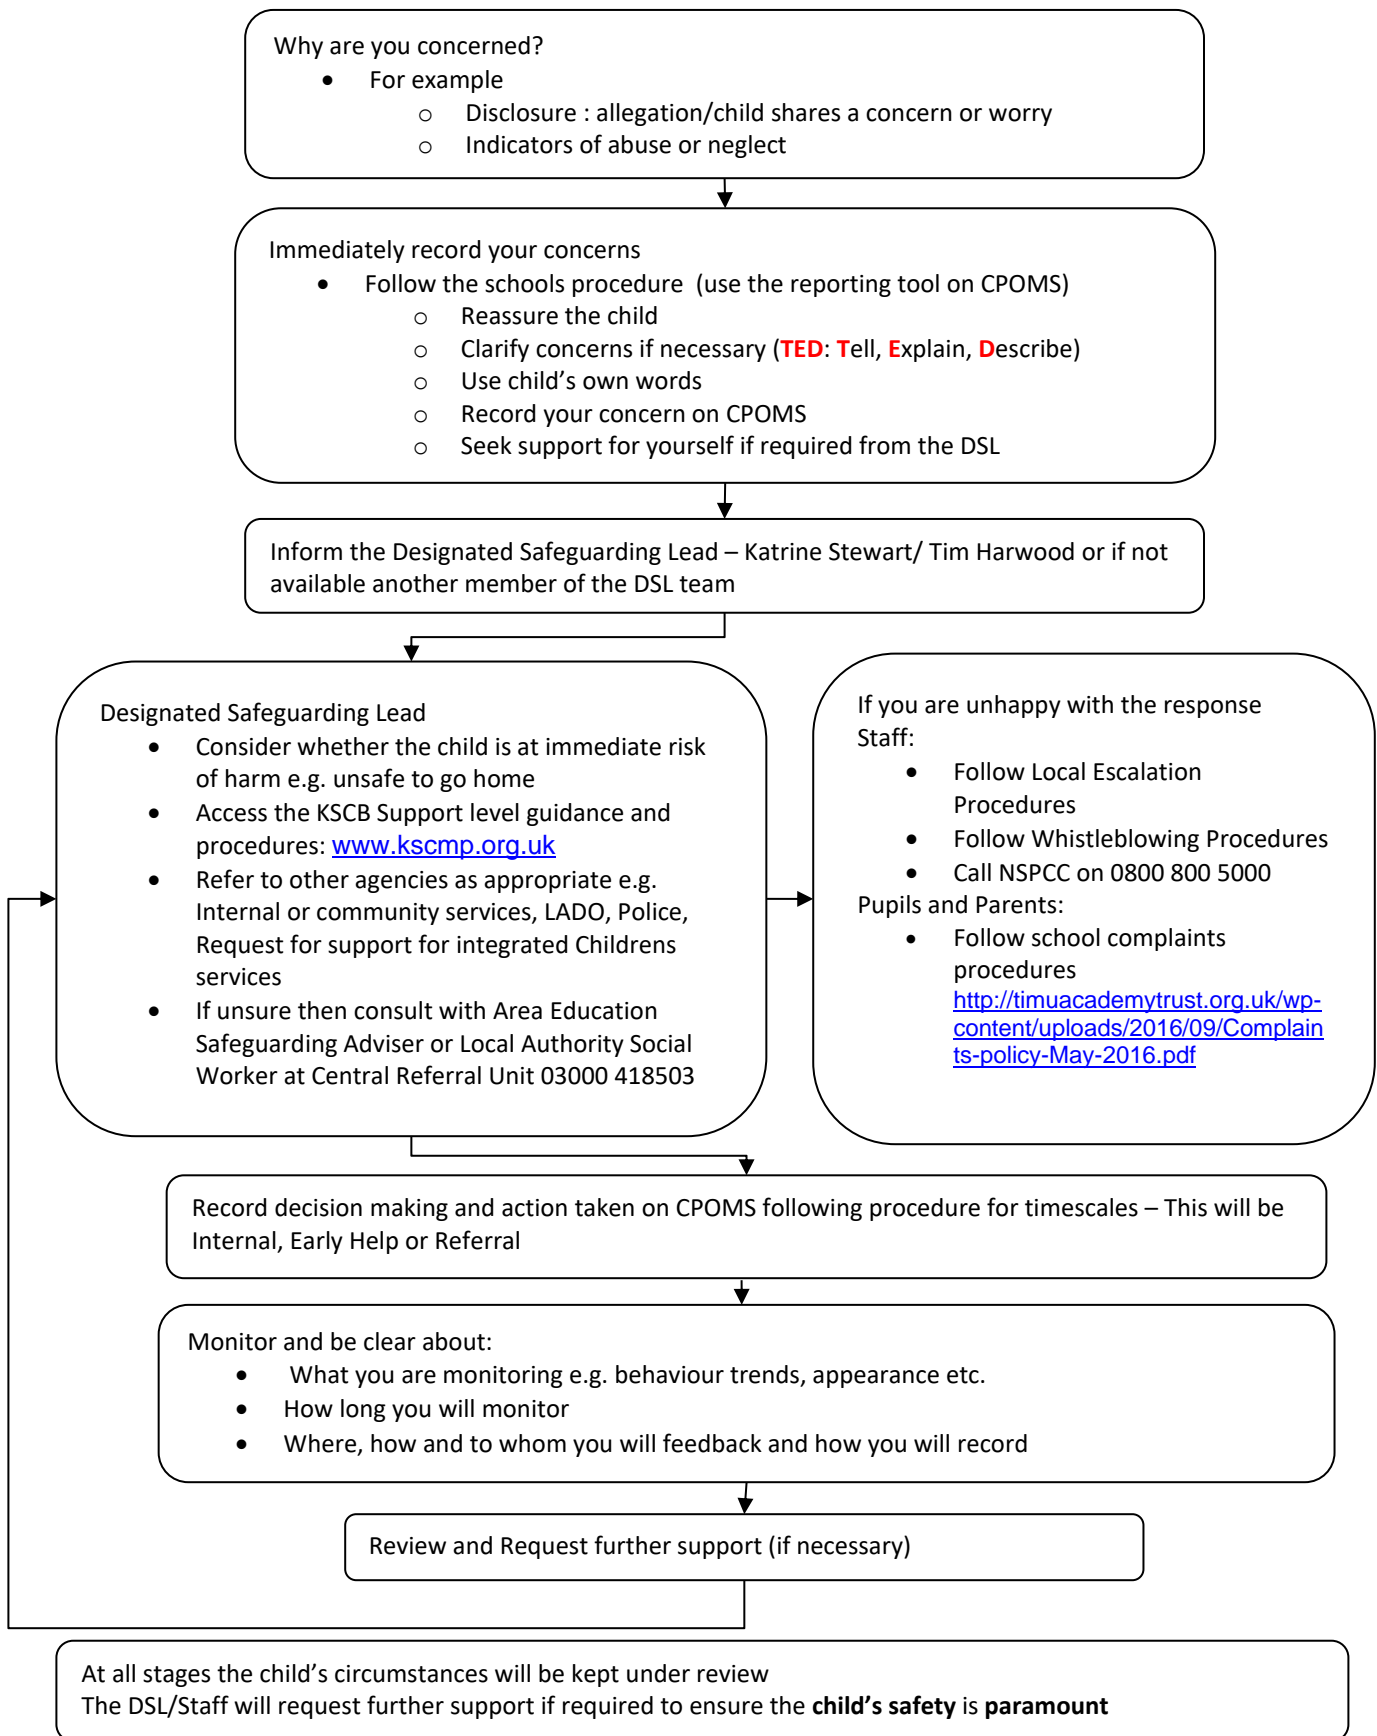 Why are you concerned?
• For example
o Disclosure : allegation/child shares a concern or worry
o Indicators of abuse or neglect
Immediately record your concerns
• Follow the schools procedure  (use the reporting tool on CPOMS)
o Reassure the child
o Clarify concerns if necessary (TED: Tell, Explain, Describe)
o Use child’s own words
o Record your concern on CPOMS
o Seek support for yourself if required from the DSL
Inform the Designated Safeguarding Lead – Katrine Stewart/ Tim Harwood or if not
available another member of the DSL team
Designated Safeguarding Lead
• Consider whether the child is at immediate risk
of harm e.g. unsafe to go home
• Access the KSCB Support level guidance and
procedures: www.kscmp.org.uk
• Refer to other agencies as appropriate e.g.
Internal or community services, LADO, Police,
Request for support for integrated Childrens
services
• If unsure then consult with Area Education
Safeguarding Adviser or Local Authority Social
Worker at Central Referral Unit 03000 418503
If you are unhappy with the response
Staff:
• Follow Local Escalation
Procedures
• Follow Whistleblowing Procedures
• Call NSPCC on 0800 800 5000
Pupils and Parents:
• Follow school complaints
procedures
http://timuacademytrust.org.uk/wp-
content/uploads/2016/09/Complain
ts-policy-May-2016.pdf
Record decision making and action taken on CPOMS following procedure for timescales – This will be
Internal, Early Help or Referral
Monitor and be clear about:
• What you are monitoring e.g. behaviour trends, appearance etc.
• How long you will monitor
• Where, how and to whom you will feedback and how you will record
Review and Request further support (if necessary)
At all stages the child’s circumstances will be kept under review
The DSL/Staff will request further support if required to ensure the child’s safety is paramount